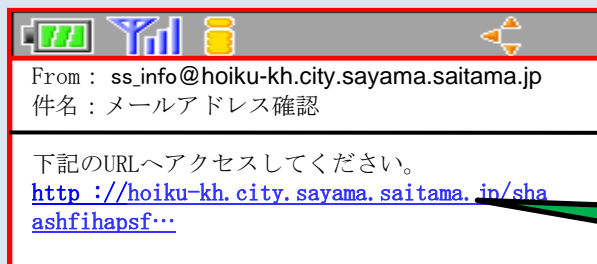 From : ss_info@hoiku-kh.city.sayama.saitama.jp
件名：メールアドレス確認
下記のURLへアクセスしてください。
http ://hoiku-kh.city.sayama.saitama.jp/sha
ashfihapsf…